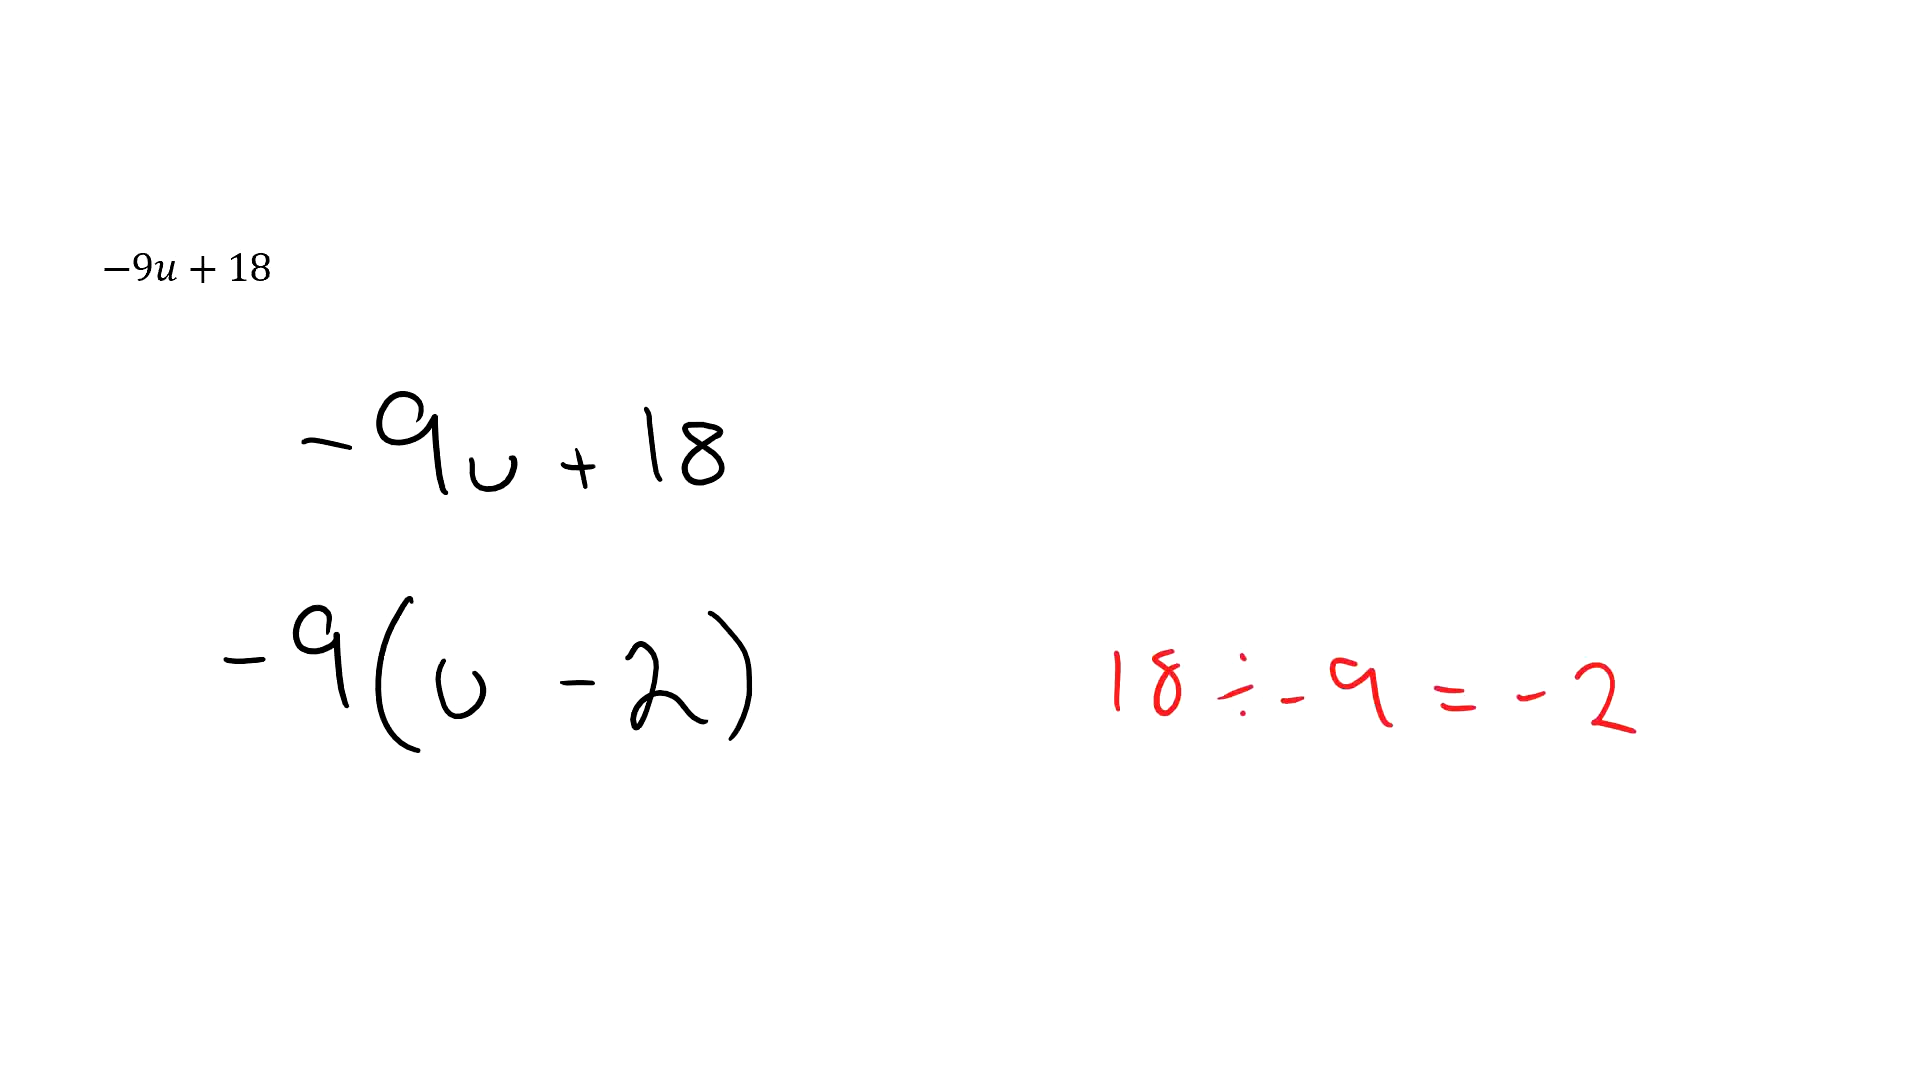 −9u + 18
-9u + 18
-9(u - 2)
18 ÷ -9 = -2